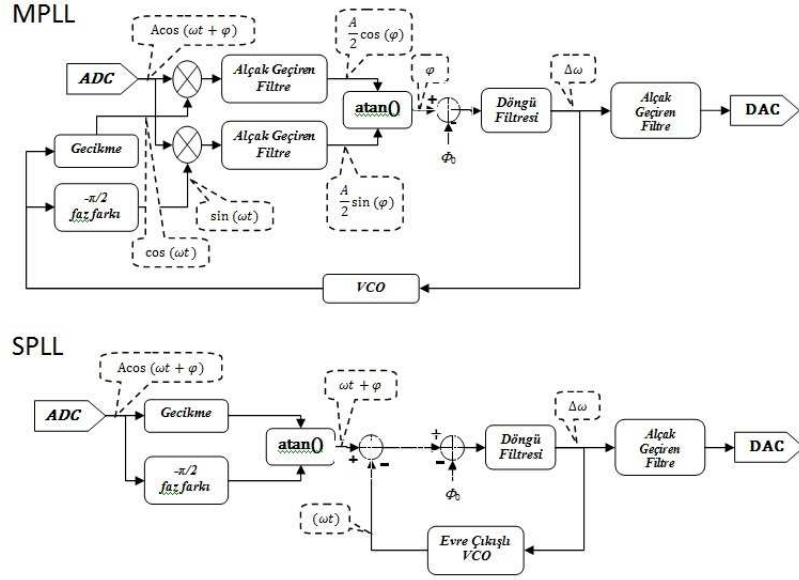 MPLL
Acos (ωt + φ)
A/2 cos (φ)
φ
Δω
ADC
Alçak Geçiren
Filtre
atan()
+
-
Φ₀
Döngü
Filtresi
Alçak
Geçiren
Filtre
DAC
Gecikme
Alçak Geçiren
Filtre
-π/2
faz farkı
sin (ωt)
A/2 sin (φ)
cos (ωt)
VCO
SPLL
Acos (ωt + φ)
ωt + φ
Δω
ADC
Gecikme
atan()
+
-
+
-
Φ₀
Döngü
Filtresi
Alçak
Geçiren
Filtre
DAC
-π/2
faz farkı
(ωt)
Evre Çıkışlı
VCO